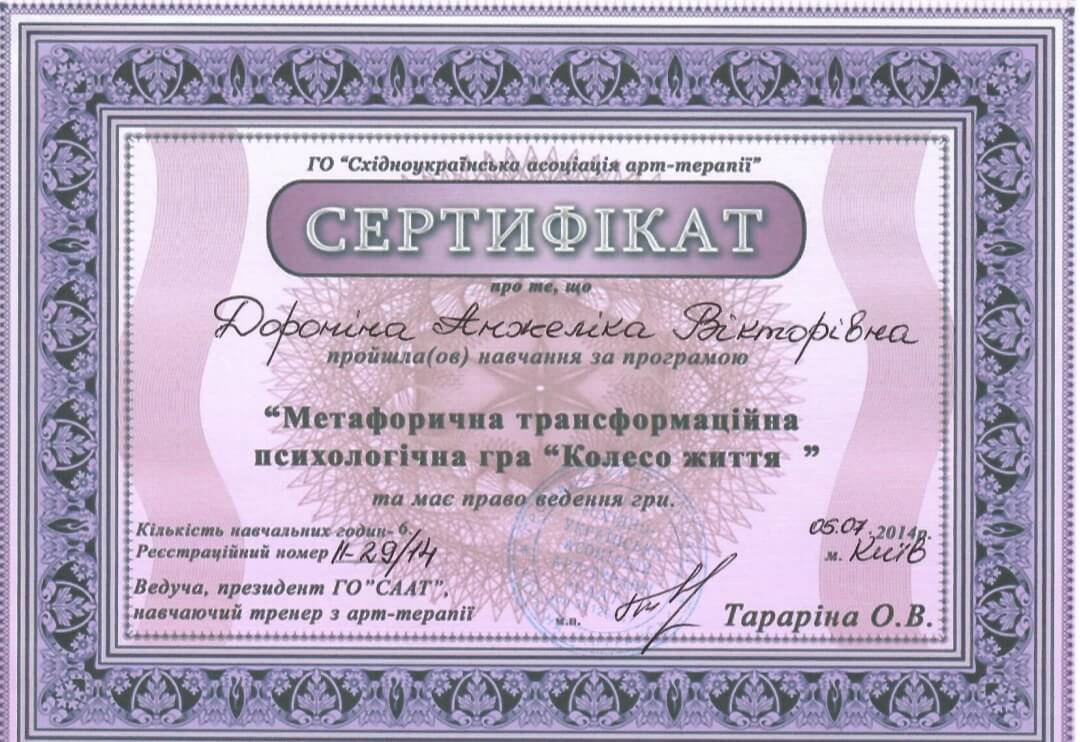 ГО “Східноукраїнська асоціація арт-терапії”
СЕРТИФІКАТ
про те, що
Дороніна Анжеліка Вікторівна
пройшла(ов) навчання за програмою
“Метафорична трансформаційна
психологічна гра “Колесо життя ”
та має право ведення гри.
Кількість навчальних годин- 6.
05.07.2014р.
Реєстраційний номер ІІ-29/14
м. Київ
Ведуча, президент ГО”СААТ”,
навчаючий тренер з арт-терапії
м.п.
Тараріна О.В.